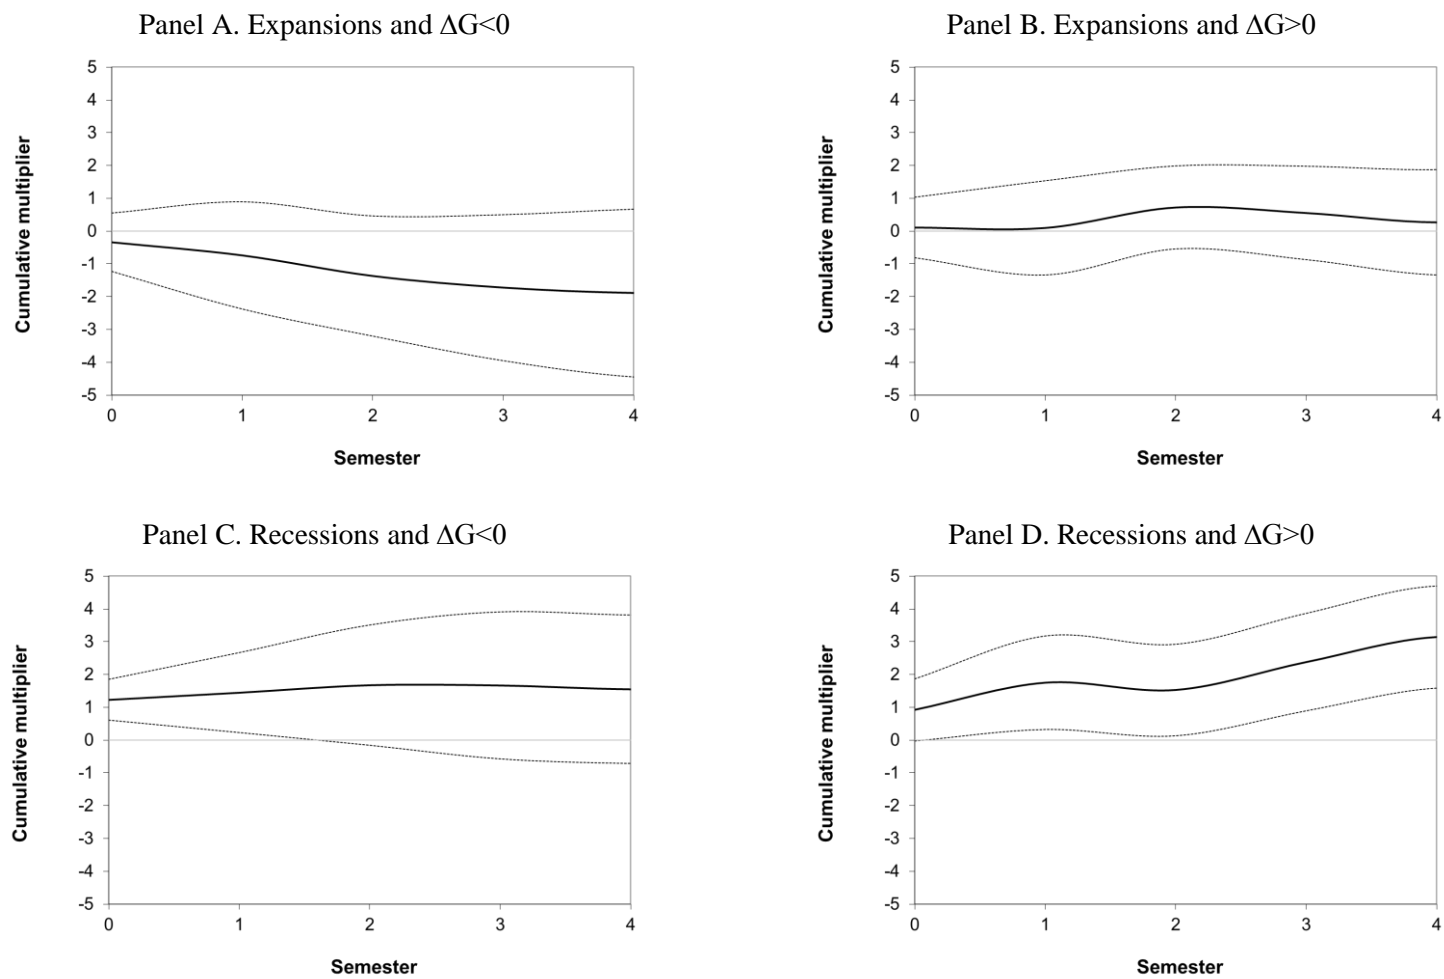 Panel A. Expansions and ΔG<0
5
4
3
2
1
0
-1
-2
-3
-4
-5
Cumulative multiplier
0 1 2 3 4
Semester
Panel B. Expansions and ΔG>0
5
4
3
2
1
0
-1
-2
-3
-4
-5
Cumulative multiplier
0 1 2 3 4
Semester
Panel C. Recessions and ΔG<0
5
4
3
2
1
0
-1
-2
-3
-4
-5
Cumulative multiplier
0 1 2 3 4
Semester
Panel D. Recessions and ΔG>0
5
4
3
2
1
0
-1
-2
-3
-4
-5
Cumulative multiplier
0 1 2 3 4
Semester